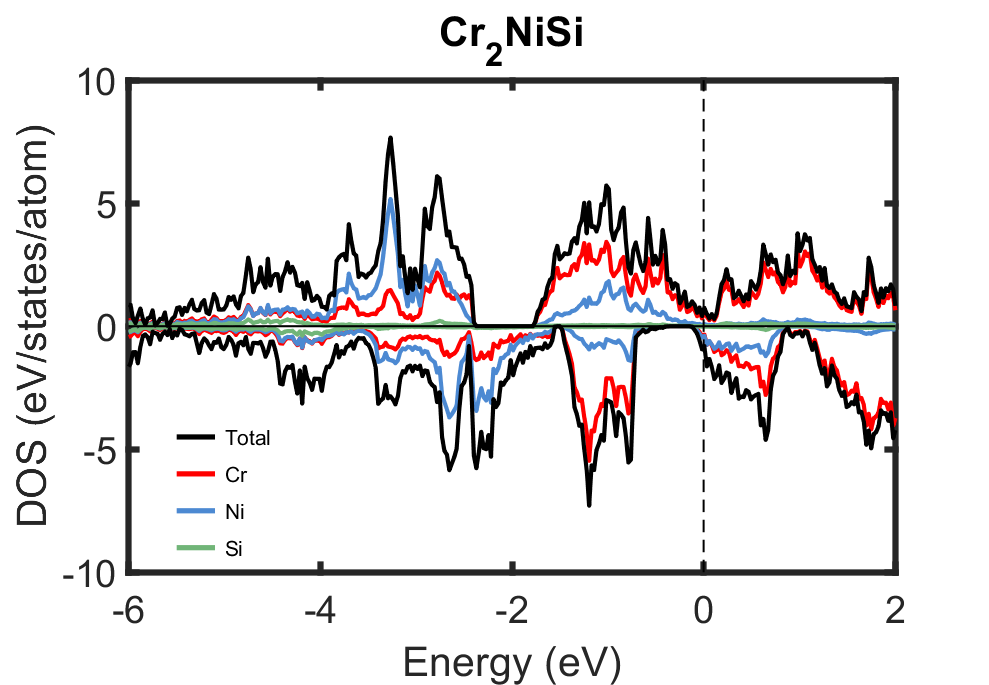 Cr2NiSi
DOS (eV/states/atom)
10
5
0
-5
-10
Total
Cr
Ni
Si
-6 -4 -2 0 2
Energy (eV)